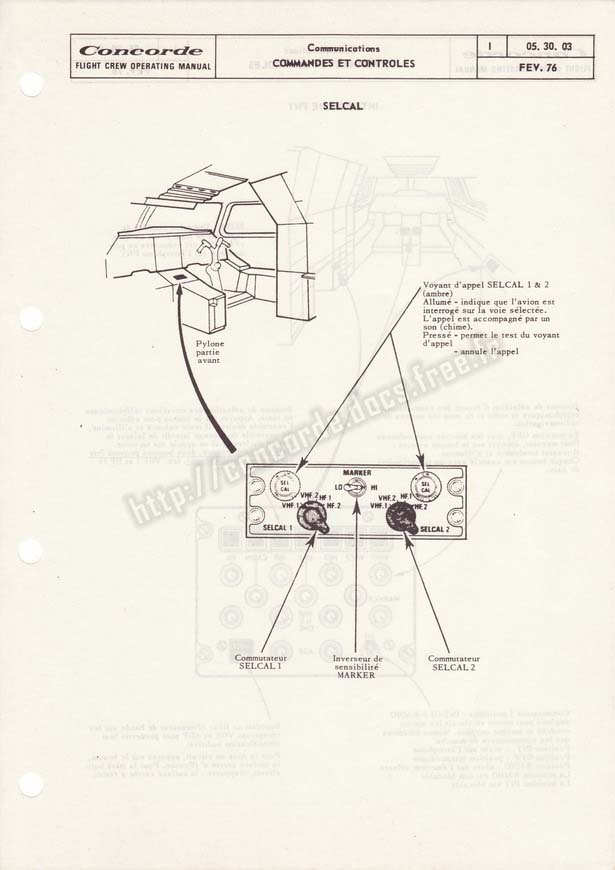 Concorde
FLIGHT CREW OPERATING MANUAL
Communications
COMMANDES ET CONTROLES
1
05. 30. 03
FEV. 76
SELCAL
Voyant d'appel SELCAL 1 & 2
(ambre)
Allumé - indique que l'avion est
interrogé sur la voie sélectée.
L'appel est accompagné par un
son (chime).
Pressé - permet le test du voyant
d'appel
- annule l'appel
Pylone
partie
avant
http://concorde.docs.free.fr
MARKER
SEL
CAL
LO
HI
SEL
CAL
VHF.2
HF.1
VHF.1
HF.2
VHF.2
HF.1
VHF.1
HF.2
SELCAL 1
SELCAL 2
Commutateur
SELCAL 1
Inverseur de
sensibilité
MARKER
Commutateur
SELCAL 2